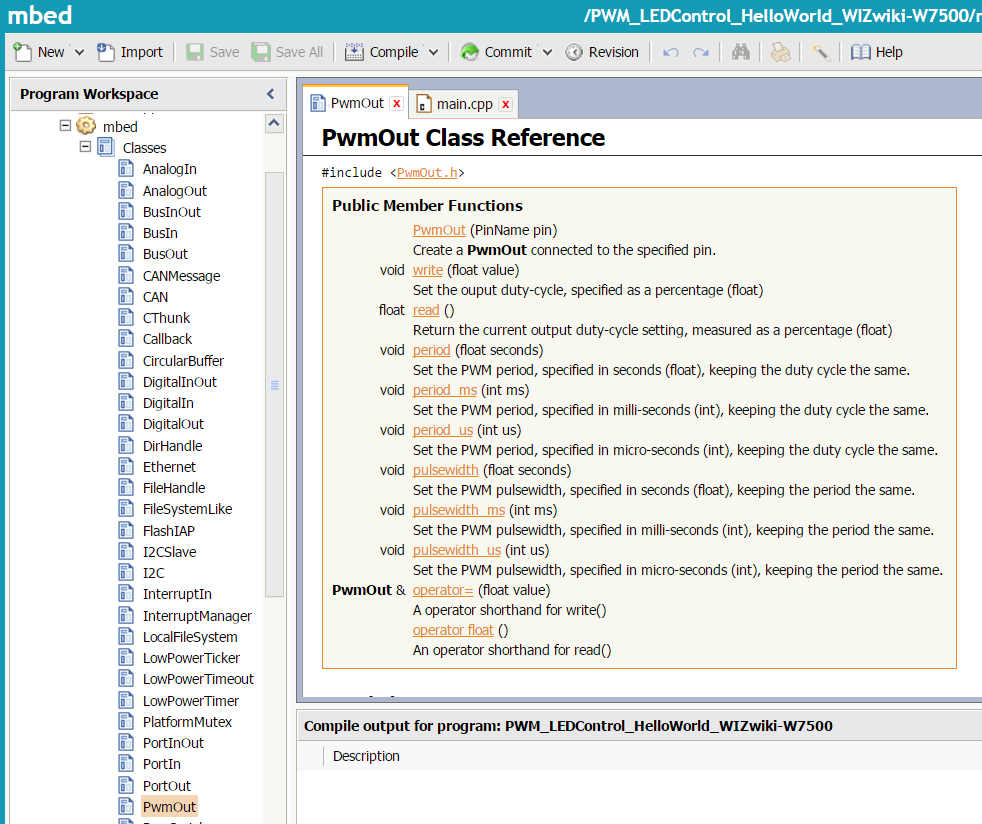 mbed
/PWM_LEDControl_HelloWorld_WIZwiki-W7500/
New Import Save Save All Compile Commit Revision Help
Program Workspace
mbed
Classes
AnalogIn
AnalogOut
BusInOut
BusIn
BusOut
CANMessage
CAN
CThunk
Callback
CircularBuffer
DigitalInOut
DigitalIn
DigitalOut
DirHandle
Ethernet
FileHandle
FileSystemLike
FlashIAP
I2CSlave
I2C
InterruptIn
InterruptManager
LocalFileSystem
LowPowerTicker
LowPowerTimeout
LowPowerTimer
PlatformMutex
PortInOut
PortIn
PortOut
PwmOut
PwmOut x main.cpp x
PwmOut Class Reference
#include <PwmOut.h>
Public Member Functions
PwmOut (PinName pin)
Create a PwmOut connected to the specified pin.
void write (float value)
Set the ouput duty-cycle, specified as a percentage (float)
float read ()
Return the current output duty-cycle setting, measured as a percentage (float)
void period (float seconds)
Set the PWM period, specified in seconds (float), keeping the duty cycle the same.
void period_ms (int ms)
Set the PWM period, specified in milli-seconds (int), keeping the duty cycle the same.
void period_us (int us)
Set the PWM period, specified in micro-seconds (int), keeping the duty cycle the same.
void pulsewidth (float seconds)
Set the PWM pulsewidth, specified in seconds (float), keeping the period the same.
void pulsewidth_ms (int ms)
Set the PWM pulsewidth, specified in milli-seconds (int), keeping the period the same.
void pulsewidth_us (int us)
Set the PWM pulsewidth, specified in micro-seconds (int), keeping the period the same.
PwmOut & operator= (float value)
A operator shorthand for write()
operator float ()
An operator shorthand for read()
Compile output for program: PWM_LEDControl_HelloWorld_WIZwiki-W7500
Description